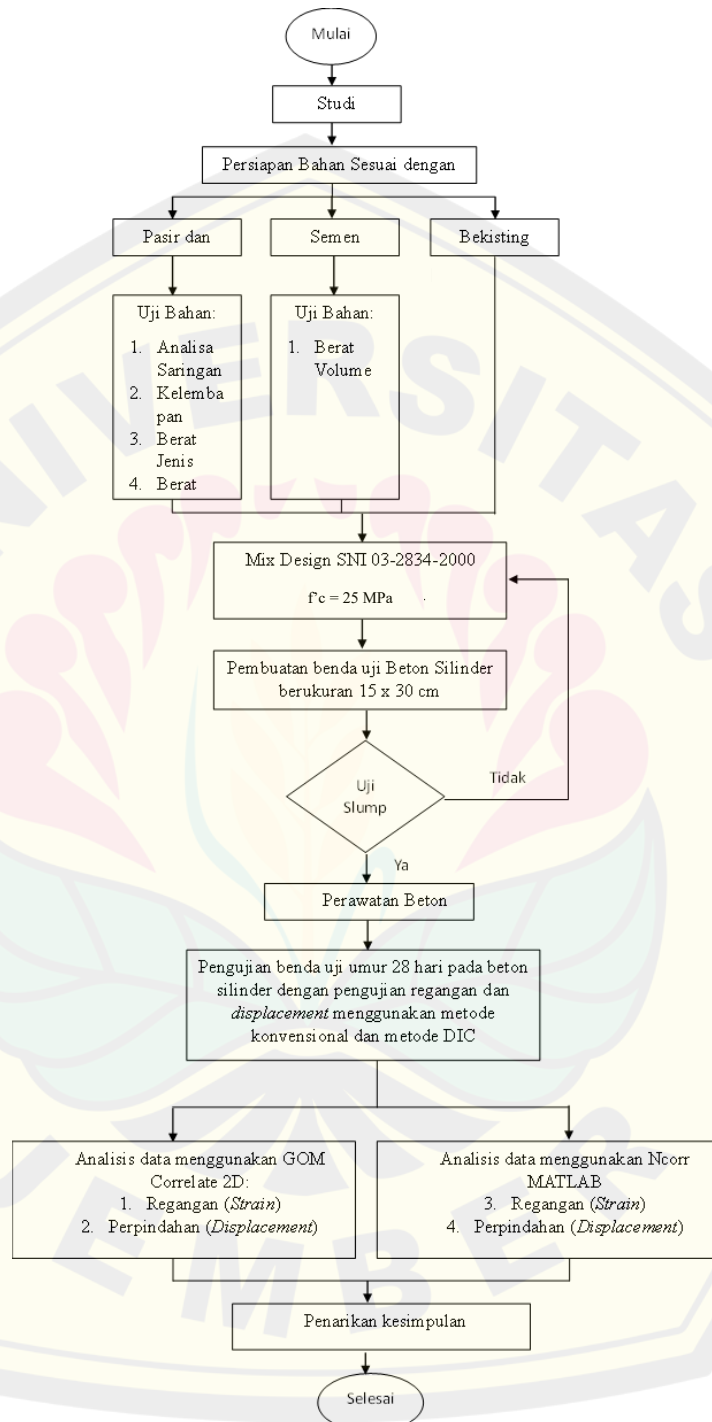 Mulai
Studi
Persiapan Bahan Sesuai dengan
Pasir dan
Semen
Bekisting
Uji Bahan:
1. Analisa
Saringan
2. Kelemba
pan
3. Berat
Jenis
4. Berat
Uji Bahan:
1. Berat
Volume
Mix Design SNI 03-2834-2000
f'c = 25 MPa
Pembuatan benda uji Beton Silinder
berukuran 15 x 30 cm
Uji
Slump
Tidak
Ya
Perawatan Beton
Pengujian benda uji umur 28 hari pada beton
silinder dengan pengujian regangan dan
displacement menggunakan metode
konvensional dan metode DIC
Analisis data menggunakan GOM
Correlate 2D:
1. Regangan (Strain)
2. Perpindahan (Displacement)
Analisis data menggunakan Ncorr
MATLAB
3. Regangan (Strain)
4. Perpindahan (Displacement)
Penarikan kesimpulan
Selesai
UNIVERSITAS
JEMBER